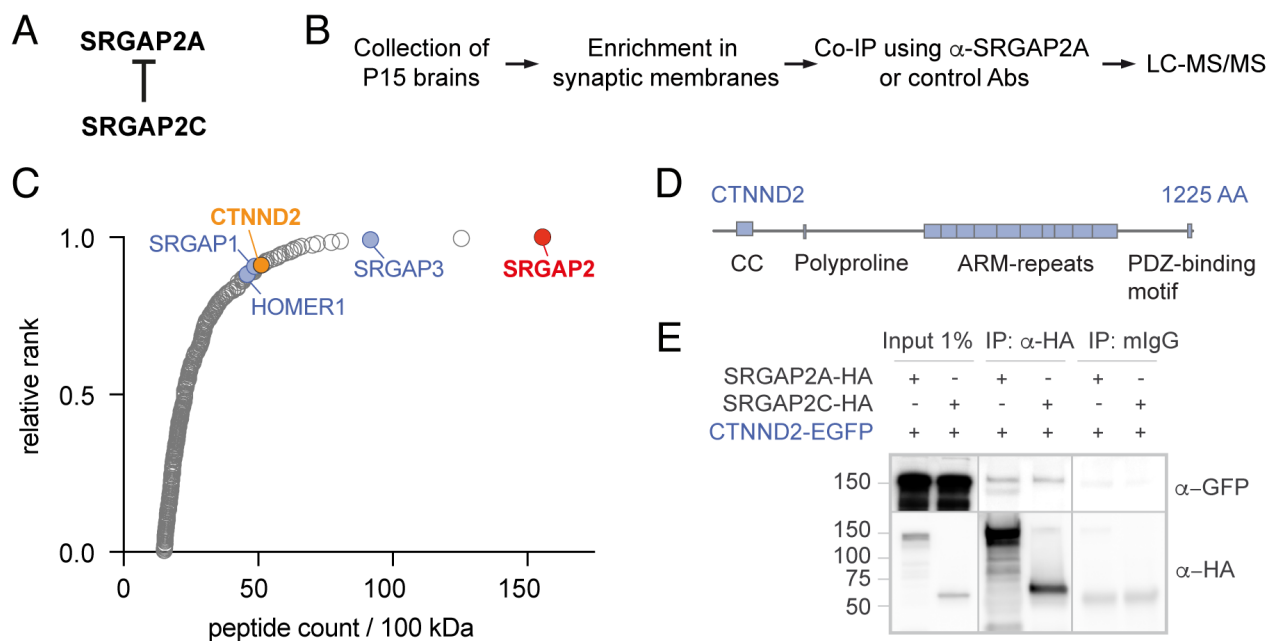 A
SRGAP2A
SRGAP2C
B
Collection of
P15 brains
Enrichment in
synaptic membranes
Co-IP using α-SRGAP2A
or control Abs
LC-MS/MS
C
relative rank
1.0
0.5
0.0
0
50
100
150
peptide count / 100 kDa
CTNND2
SRGAP1
HOMER1
SRGAP3
SRGAP2
D
CTNND2
1225 AA
CC
Polyproline
ARM-repeats
PDZ-binding
motif
E
Input 1% IP: α-HA IP: mIgG
SRGAP2A-HA + - + - + -
SRGAP2C-HA - + - + - +
CTNND2-EGFP + + + + + +
150
α–GFP
150
100
75
50
α–HA